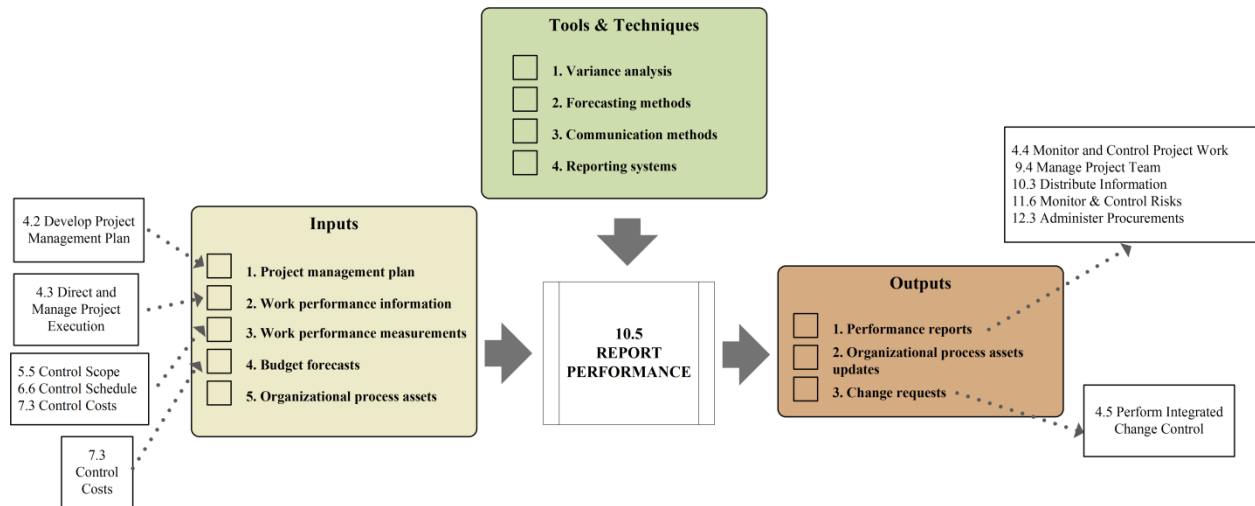 Tools & Techniques
1. Variance analysis
2. Forecasting methods
3. Communication methods
4. Reporting systems
4.2 Develop Project
Management Plan
4.3 Direct and
Manage Project
Execution
5.5 Control Scope
6.6 Control Schedule
7.3 Control Costs
7.3
Control
Costs
Inputs
1. Project management plan
2. Work performance information
3. Work performance measurements
4. Budget forecasts
5. Organizational process assets
10.5
REPORT
PERFORMANCE
Outputs
1. Performance reports
2. Organizational process assets
updates
3. Change requests
4.4 Monitor and Control Project Work
9.4 Manage Project Team
10.3 Distribute Information
11.6 Monitor & Control Risks
12.3 Administer Procurements
4.5 Perform Integrated
Change Control